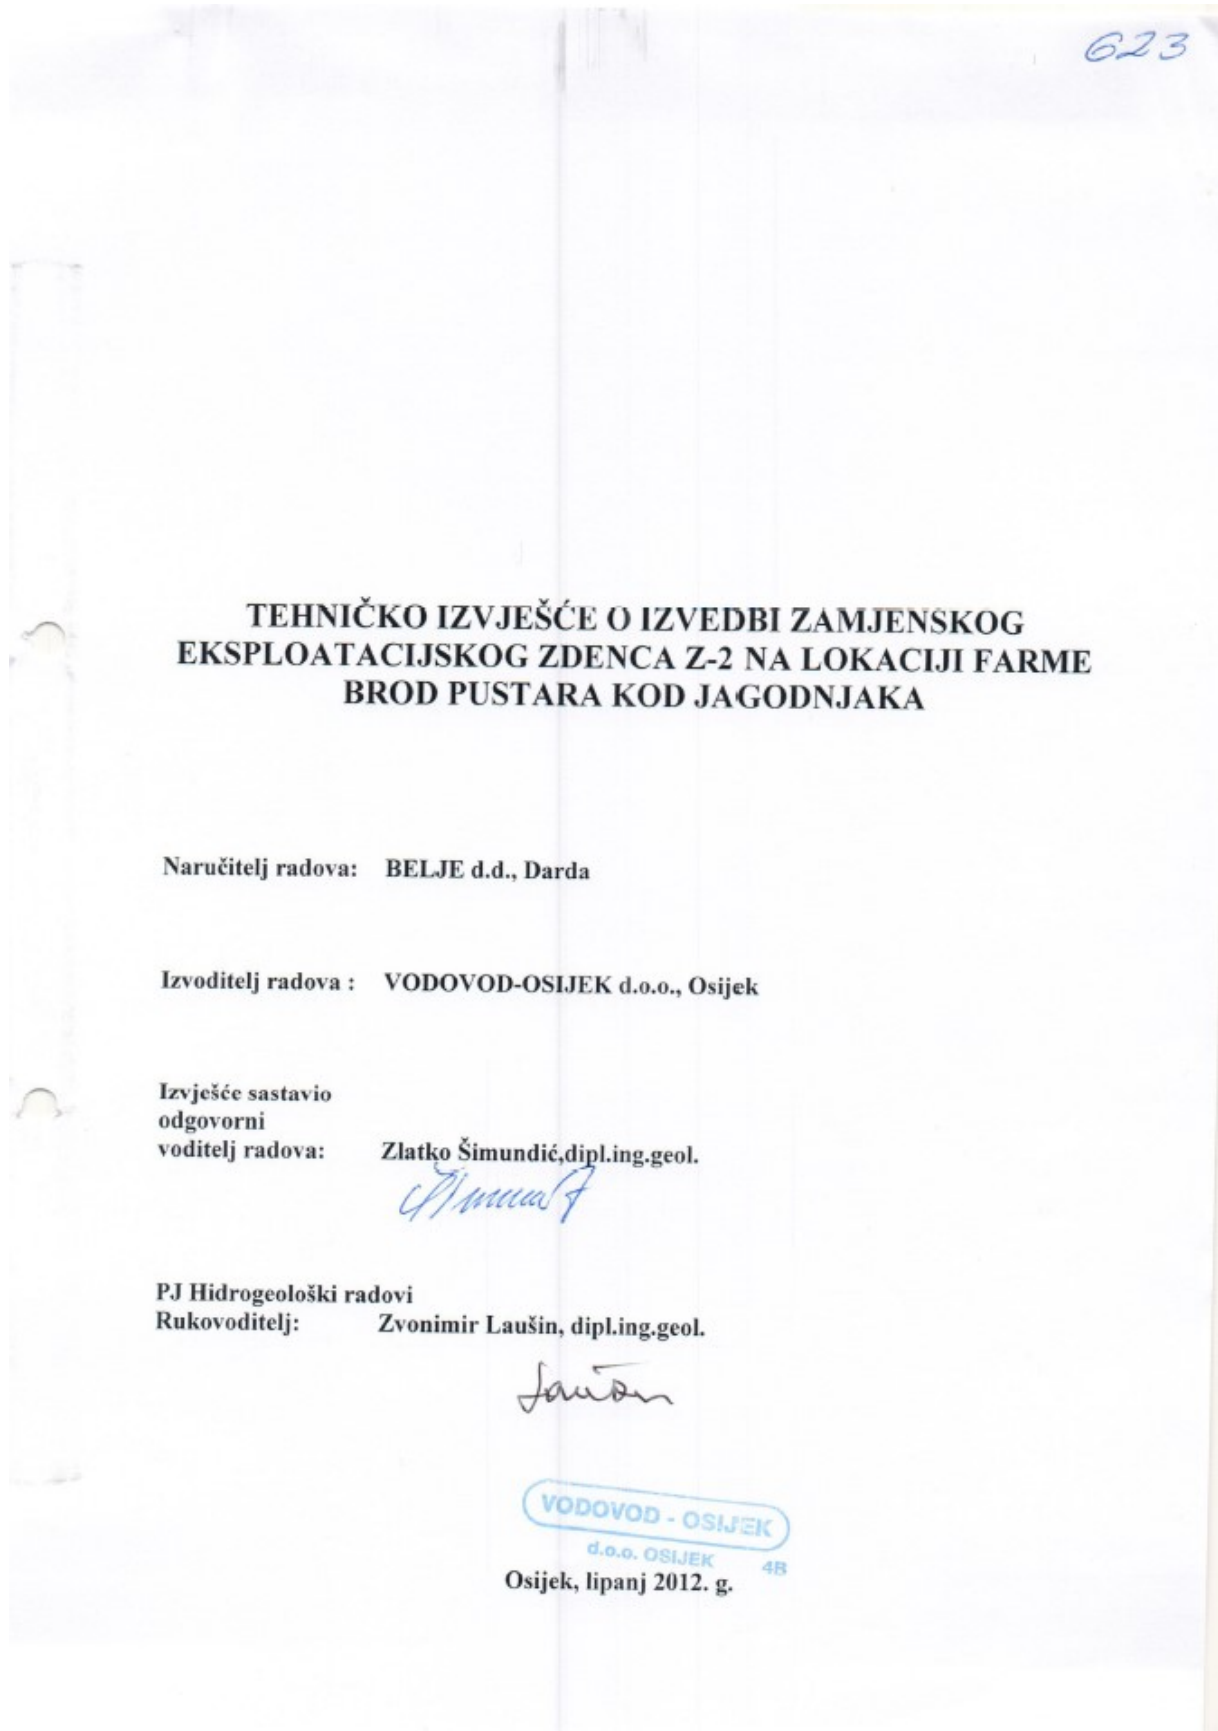 623
TEHNIČKO IZVJEŠĆE O IZVEDBI ZAMJENSKOG
EKSPLOATACIJSKOG ZDENCA Z-2 NA LOKACIJI FARME
BROD PUSTARA KOD JAGODNJAKA
Naručitelj radova: BELJE d.d., Darda
Izvoditelj radova : VODOVOD-OSIJEK d.o.o., Osijek
Izvješće sastavio
odgovorni
voditelj radova: Zlatko Šimundić,dipl.ing.geol.
PJ Hidrogeološki radovi
Rukovoditelj: Zvonimir Laušin, dipl.ing.geol.
VODOVOD - OSIJEK
d.o.o. OSIJEK 4B
Osijek, lipanj 2012. g.